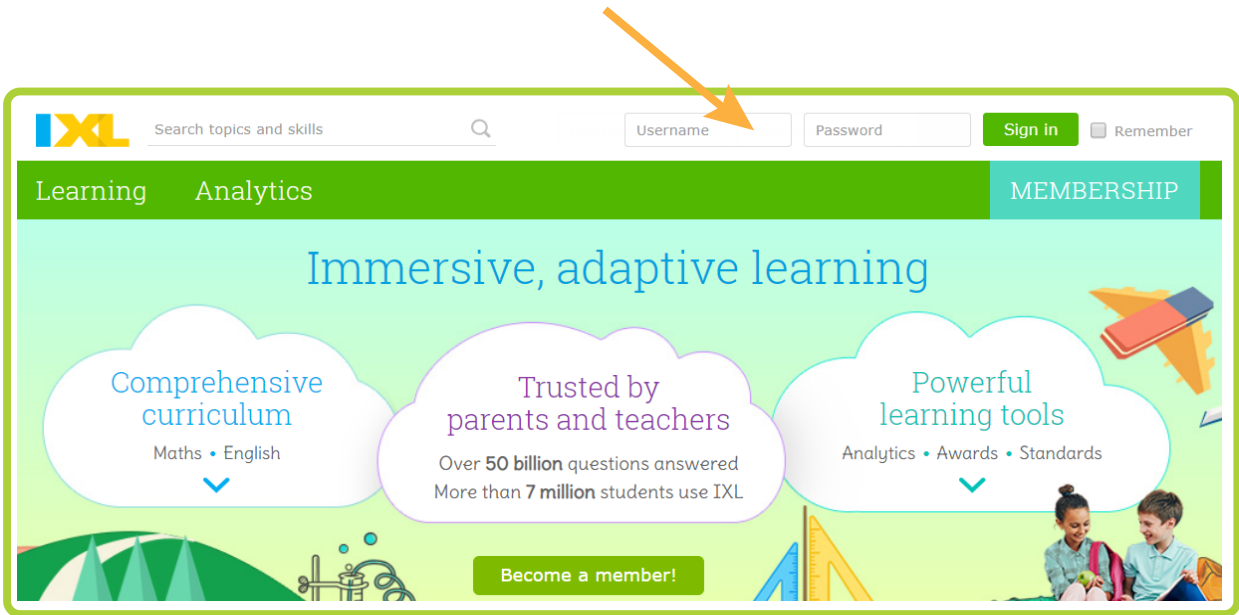 IXL
Search topics and skills
Username
Password
Sign in
Remember
Learning
Analytics
MEMBERSHIP
Immersive, adaptive learning
Comprehensive
curriculum
Maths • English
Trusted by
parents and teachers
Over 50 billion questions answered
More than 7 million students use IXL
Powerful
learning tools
Analytics • Awards • Standards
Become a member!